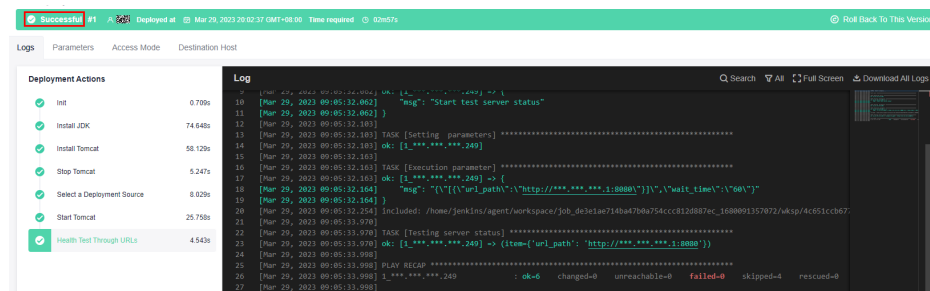 Successful #1 Deployed at Mar 29, 2023 20:02:37 GMT+08:00 Time required 02m57s Roll Back To This Version
Logs Parameters Access Mode Destination Host
Deployment Actions
Init 0.709s
Install JDK 74.648s
Install Tomcat 58.129s
Stop Tomcat 5.247s
Select a Deployment Source 8.029s
Start Tomcat 25.758s
Health Test Through URLs 4.543s
Log Search All Full Screen Download All Logs
9 [Mar 29, 2023 09:05:32.062] ok: [1_***.***.***.249] => {
10 [Mar 29, 2023 09:05:32.062] "msg": "Start test server status"
11 [Mar 29, 2023 09:05:32.062] }
12 [Mar 29, 2023 09:05:32.103]
13 [Mar 29, 2023 09:05:32.103] TASK [Setting parameters] **************************************************
14 [Mar 29, 2023 09:05:32.103] ok: [1_***.***.***.249]
15 [Mar 29, 2023 09:05:32.163]
16 [Mar 29, 2023 09:05:32.163] TASK [Execution parameter] **************************************************
17 [Mar 29, 2023 09:05:32.163] ok: [1_***.***.***.249] => {
18 [Mar 29, 2023 09:05:32.164] "msg": "{\"[{\"url_path\":\"http://***.***.***.1:8080\"}]\",\"wait_time\":\"60\"}"
19 [Mar 29, 2023 09:05:32.164] }
20 [Mar 29, 2023 09:05:32.254] included: /home/jenkins/agent/workspace/job_de3e1ae714ba47b0a754ccc812d887ec_1680091357072/wksp/4c651ccb677
21 [Mar 29, 2023 09:05:33.970]
22 [Mar 29, 2023 09:05:33.970] TASK [Testing server status] ************************************************
23 [Mar 29, 2023 09:05:33.970] ok: [1_***.***.***.249] => (item={'url_path': 'http://***.***.***.1:8080'})
24 [Mar 29, 2023 09:05:33.998]
25 [Mar 29, 2023 09:05:33.998] PLAY RECAP *****************************************************************
26 [Mar 29, 2023 09:05:33.998] 1_***.***.***.249 : ok=6 changed=0 unreachable=0 failed=0 skipped=4 rescued=0
27 [Mar 29, 2023 09:05:33.998]